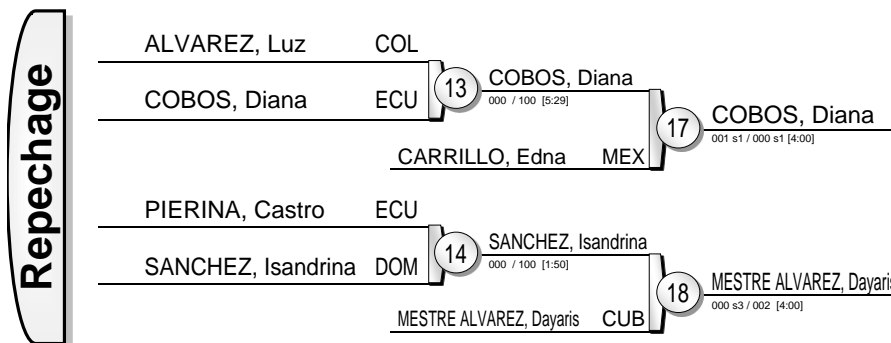 Repechage
ALVAREZ, Luz COL
COBOS, Diana ECU
13
COBOS, Diana
000 / 100 [5:29]
CARRILLO, Edna MEX
17
COBOS, Diana
001 s1 / 000 s1 [4:00]
PIERINA, Castro ECU
SANCHEZ, Isandrina DOM
14
SANCHEZ, Isandrina
000 / 100 [1:50]
MESTRE ALVAREZ, Dayaris CUB
18
MESTRE ALVAREZ, Dayaris
000 s3 / 002 [4:00]